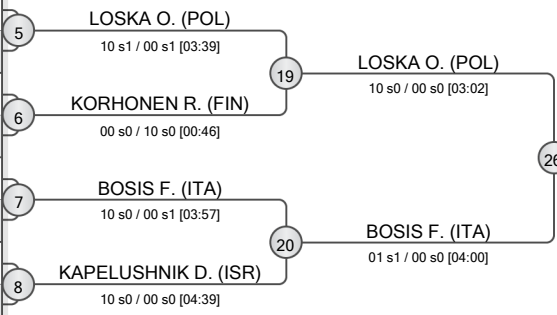 5
LOSKA O. (POL)
10 s1 / 00 s1 [03:39]
19
LOSKA O. (POL)
10 s0 / 00 s0 [03:02]
6
KORHONEN R. (FIN)
00 s0 / 10 s0 [00:46]
26
7
BOSIS F. (ITA)
10 s0 / 00 s1 [03:57]
20
BOSIS F. (ITA)
01 s1 / 00 s0 [04:00]
8
KAPELUSHNIK D. (ISR)
10 s0 / 00 s0 [04:39]